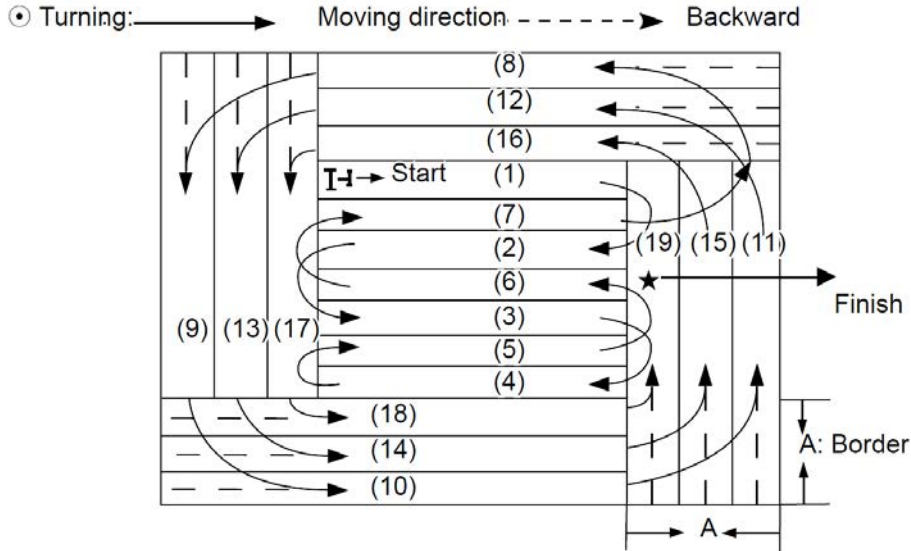 Turning: Moving direction Backward
(8)
(12)
(16)
Start (1)
(7)
(2) (19) (15) (11)
(6)
Finish
(9) (13) (17) (3)
(5)
(4)
(18)
(14) A: Border
(10)
A